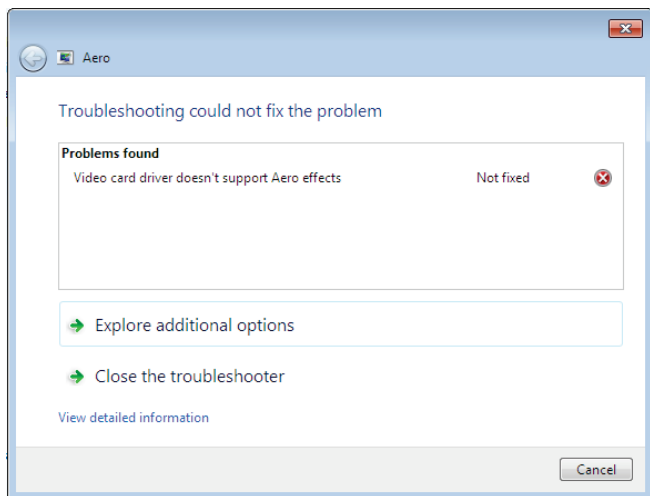 Aero
Troubleshooting could not fix the problem
Problems found
Video card driver doesn't support Aero effects Not fixed
Explore additional options
Close the troubleshooter
View detailed information
Cancel